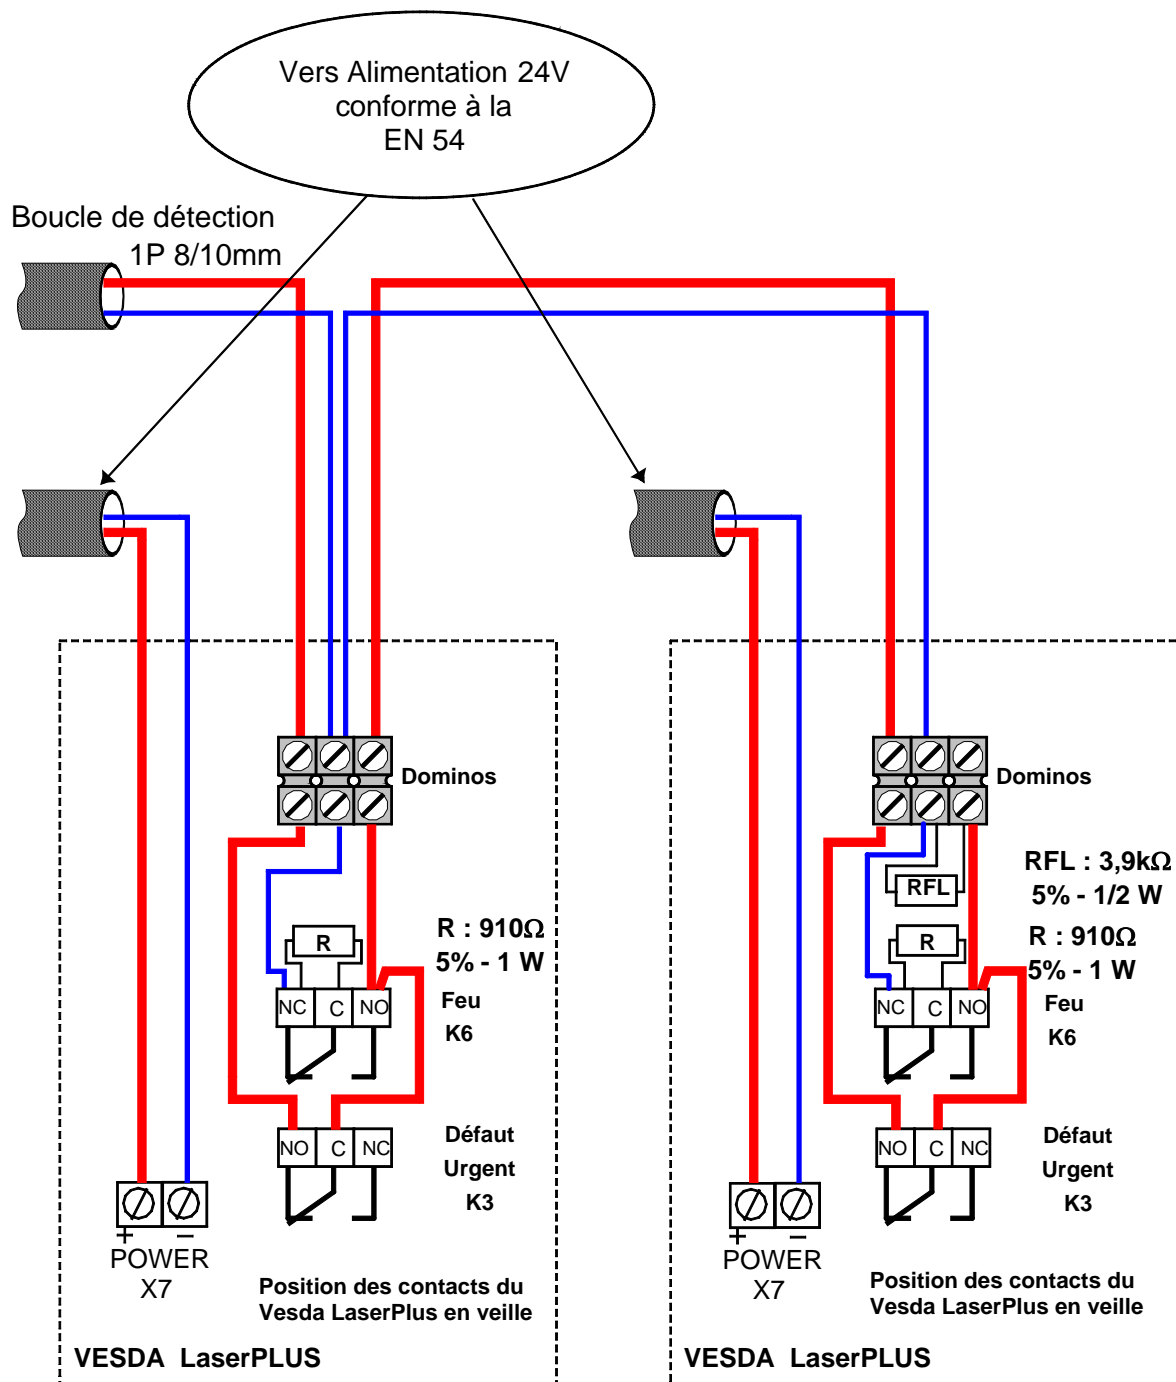 Vers Alimentation 24V
conforme à la
EN 54
Boucle de détection
1P 8/10mm
Dominos
Dominos
RFL : 3,9kΩ
5% - 1/2 W
RFL
R : 910Ω
5% - 1 W
R
R : 910Ω
5% - 1 W
R
NC C NO
Feu
K6
NC C NO
Feu
K6
NO C NC
Défaut
Urgent
K3
NO C NC
Défaut
Urgent
K3
+ −
POWER
X7
+ −
POWER
X7
Position des contacts du
Vesda LaserPlus en veille
Position des contacts du
Vesda LaserPlus en veille
VESDA LaserPLUS
VESDA LaserPLUS